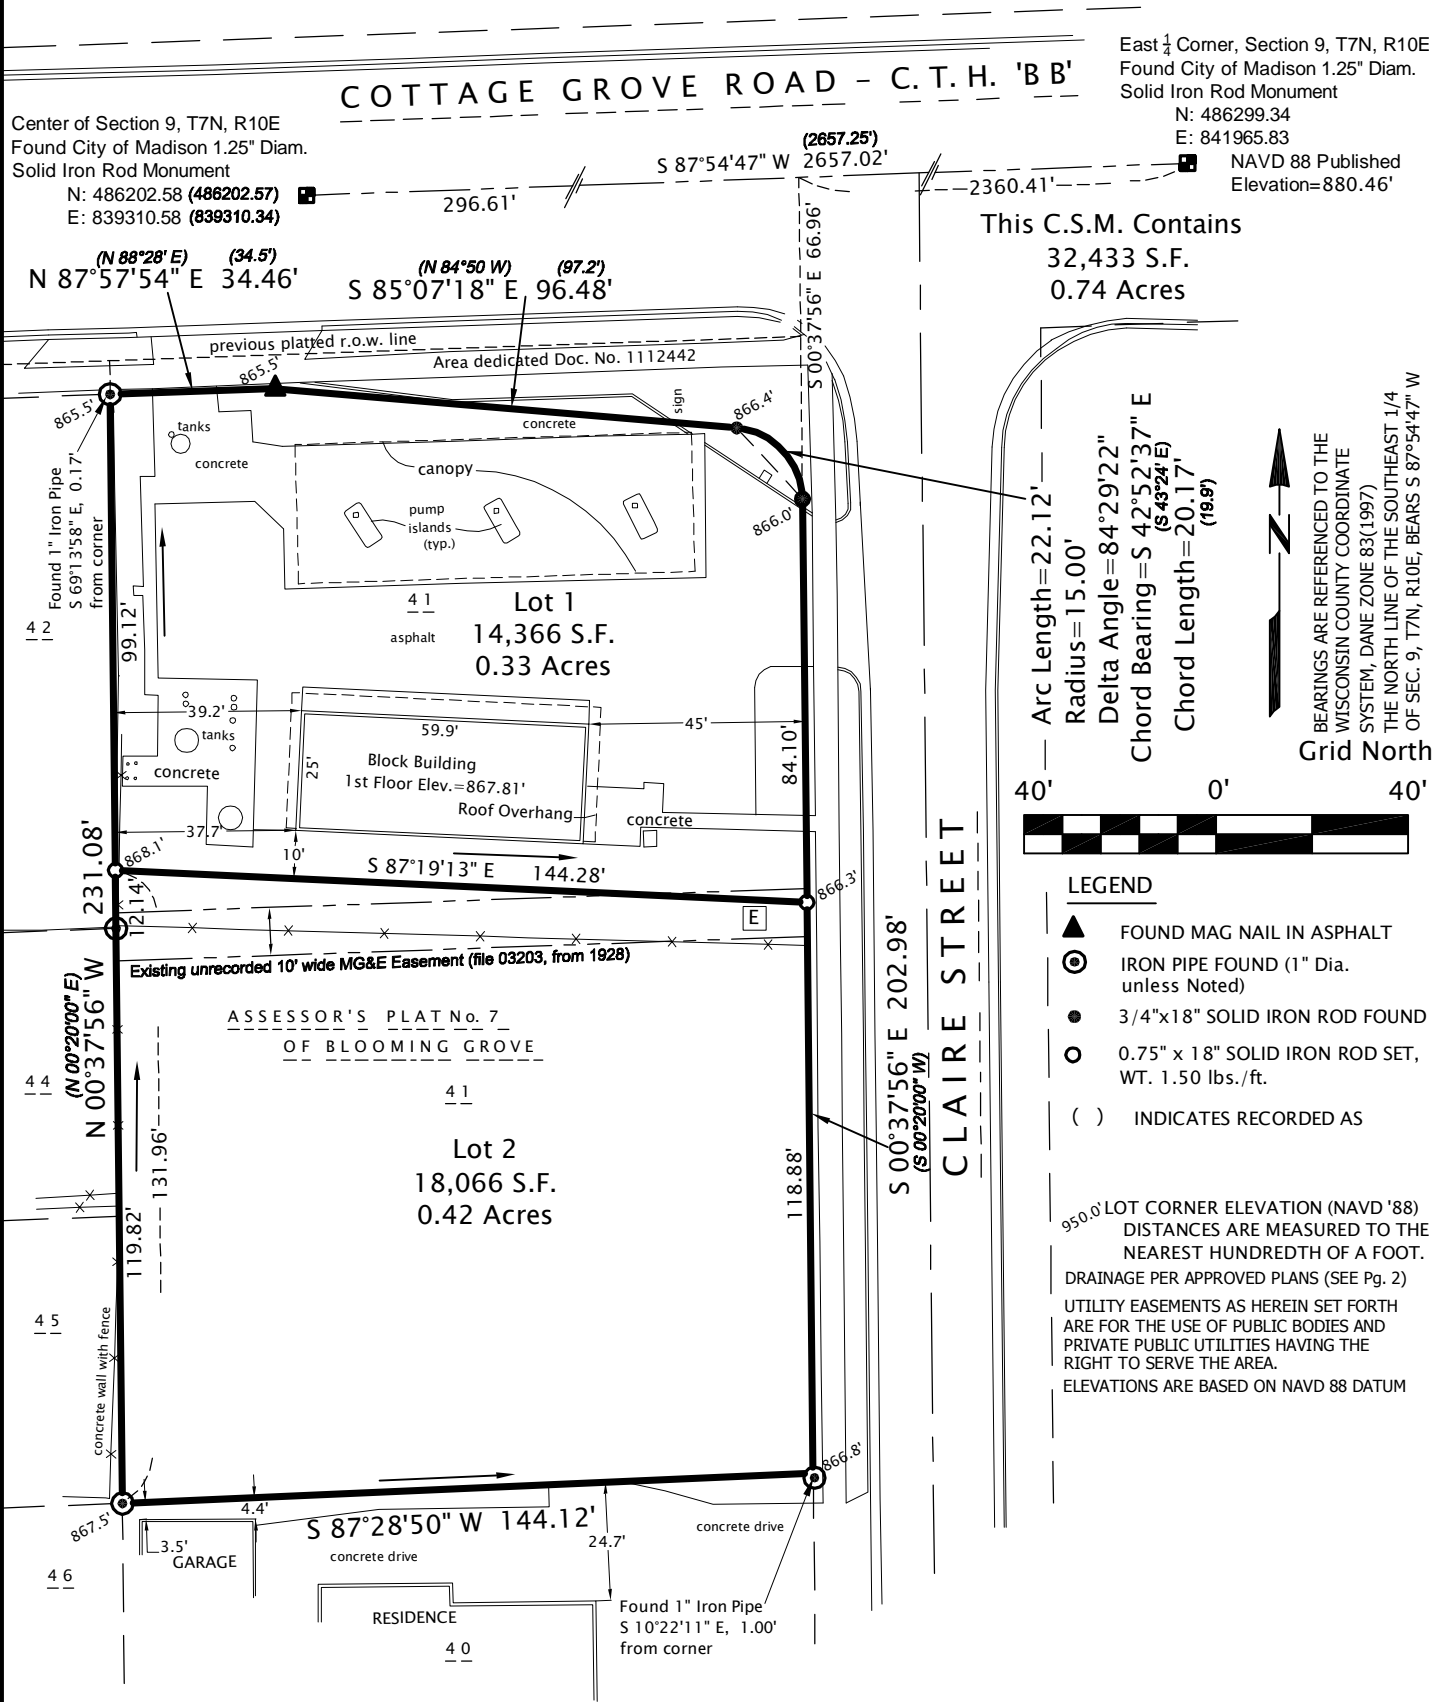 COTTAGE GROVE ROAD - C.T.H. 'BB'
East 1/4 Corner, Section 9, T7N, R10E
Found City of Madison 1.25" Diam.
Solid Iron Rod Monument
N: 486299.34
E: 841965.83
NAVD 88 Published
Elevation=880.46'
Center of Section 9, T7N, R10E
Found City of Madison 1.25" Diam.
Solid Iron Rod Monument
N: 486202.58 (486202.57)
E: 839310.58 (839310.34)
(2657.25')
S 87°54'47" W 2657.02'
296.61'
2360.41'
S 00°37'56" E 66.96'
This C.S.M. Contains
32,433 S.F.
0.74 Acres
(N 88°28' E) (34.5')
N 87°57'54" E 34.46'
(N 84°50 W) (97.2')
S 85°07'18" E 96.48'
previous platted r.o.w. line
Area dedicated Doc. No. 1112442
865.5'
865.5'
866.4'
866.0'
sign
tanks
concrete
concrete
canopy
pump
islands
(typ.)
Found 1" Iron Pipe
S 69°13'58" E, 0.17'
from corner
42
99.12'
41
Lot 1
14,366 S.F.
0.33 Acres
asphalt
Arc Length=22.12'
Radius=15.00'
Delta Angle=84°29'22"
Chord Bearing=S 42°52'37" E
(S 43°24' E)
Chord Length=20.17'
(19.9')
N
BEARINGS ARE REFERENCED TO THE
WISCONSIN COUNTY COORDINATE
SYSTEM, DANE ZONE 83(1997)
THE NORTH LINE OF THE SOUTHEAST 1/4
OF SEC. 9, T7N, R10E, BEARS S 87°54'47" W
Grid North
40' 0' 40'
39.2'
59.9'
45'
84.10'
tanks
concrete
25'
Block Building
1st Floor Elev.=867.81'
Roof Overhang
concrete
37.7'
10'
868.1'
S 87°19'13" E 144.28'
866.3'
12.14'
E
Existing unrecorded 10' wide MG&E Easement (file 03203, from 1928)
N 00°37'56" W 231.08'
(N 00°20'00" E)
ASSESSOR'S PLAT No. 7
OF BLOOMING GROVE
41
44
131.96'
119.82'
Lot 2
18,066 S.F.
0.42 Acres
118.88'
S 00°37'56" E 202.98'
(S 00°20'00" W)
CLAIRE STREET
LEGEND
FOUND MAG NAIL IN ASPHALT
IRON PIPE FOUND (1" Dia.
unless Noted)
3/4"x18" SOLID IRON ROD FOUND
0.75" x 18" SOLID IRON ROD SET,
WT. 1.50 lbs./ft.
( ) INDICATES RECORDED AS
950.0' LOT CORNER ELEVATION (NAVD '88)
DISTANCES ARE MEASURED TO THE
NEAREST HUNDREDTH OF A FOOT.
DRAINAGE PER APPROVED PLANS (SEE Pg. 2)
UTILITY EASEMENTS AS HEREIN SET FORTH
ARE FOR THE USE OF PUBLIC BODIES AND
PRIVATE PUBLIC UTILITIES HAVING THE
RIGHT TO SERVE THE AREA.
ELEVATIONS ARE BASED ON NAVD 88 DATUM
45
concrete wall with fence
866.8'
867.5'
4.4'
S 87°28'50" W 144.12'
3.5'
GARAGE
concrete drive
24.7'
concrete drive
46
RESIDENCE
40
Found 1" Iron Pipe
S 10°22'11" E, 1.00'
from corner